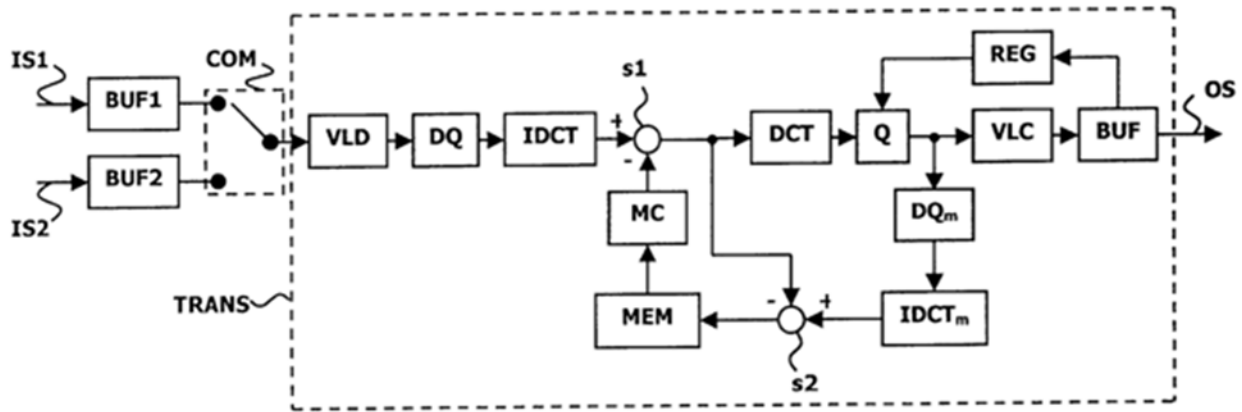 IS1
BUF1
COM
BUF2
IS2
TRANS
VLD
DQ
IDCT
+
-
s1
MC
MEM
DCT
Q
REG
VLC
BUF
OS
DQm
IDCTm
-
+
s2